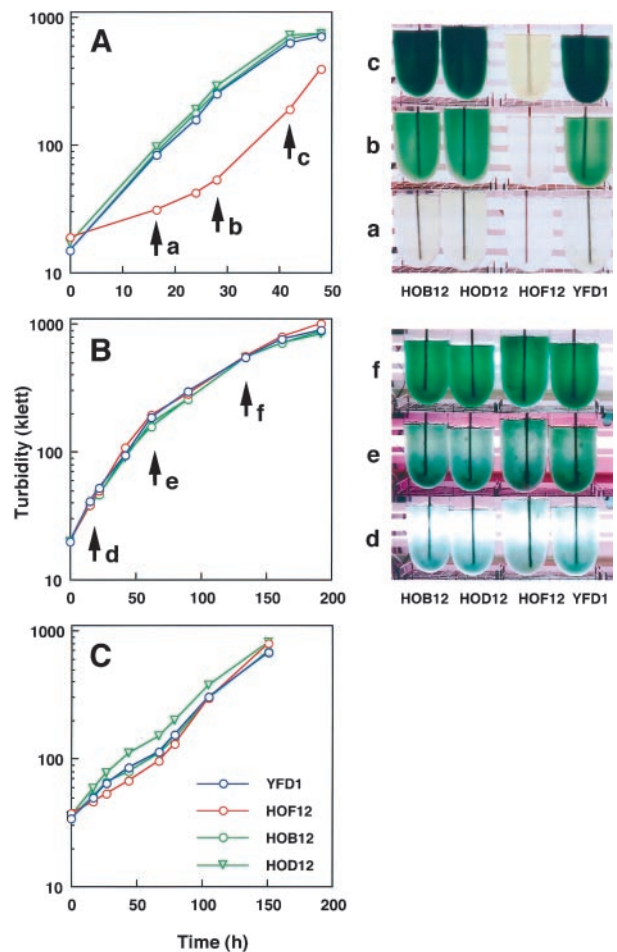 A
1000
100
10
0 10 20 30 40 50
a
b
c
c
b
a
HOB12 HOD12 HOF12 YFD1
B
1000
100
10
0 50 100 150 200
d
e
f
Turbidity (klett)
f
e
d
HOB12 HOD12 HOF12 YFD1
C
1000
100
10
0 50 100 150 200
YFD1
HOF12
HOB12
HOD12
Time (h)